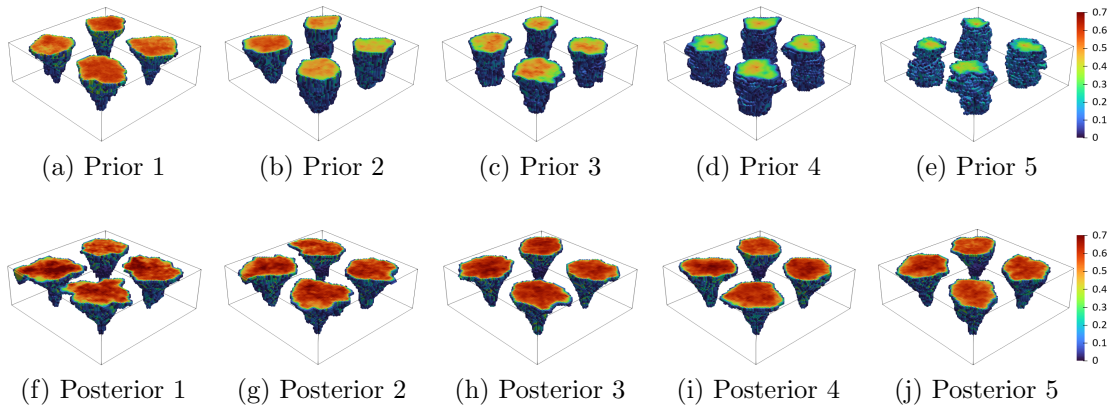 0.7
0.6
0.5
0.4
0.3
0.2
0.1
0
(a) Prior 1
(b) Prior 2
(c) Prior 3
(d) Prior 4
(e) Prior 5
0.7
0.6
0.5
0.4
0.3
0.2
0.1
0
(f) Posterior 1
(g) Posterior 2
(h) Posterior 3
(i) Posterior 4
(j) Posterior 5